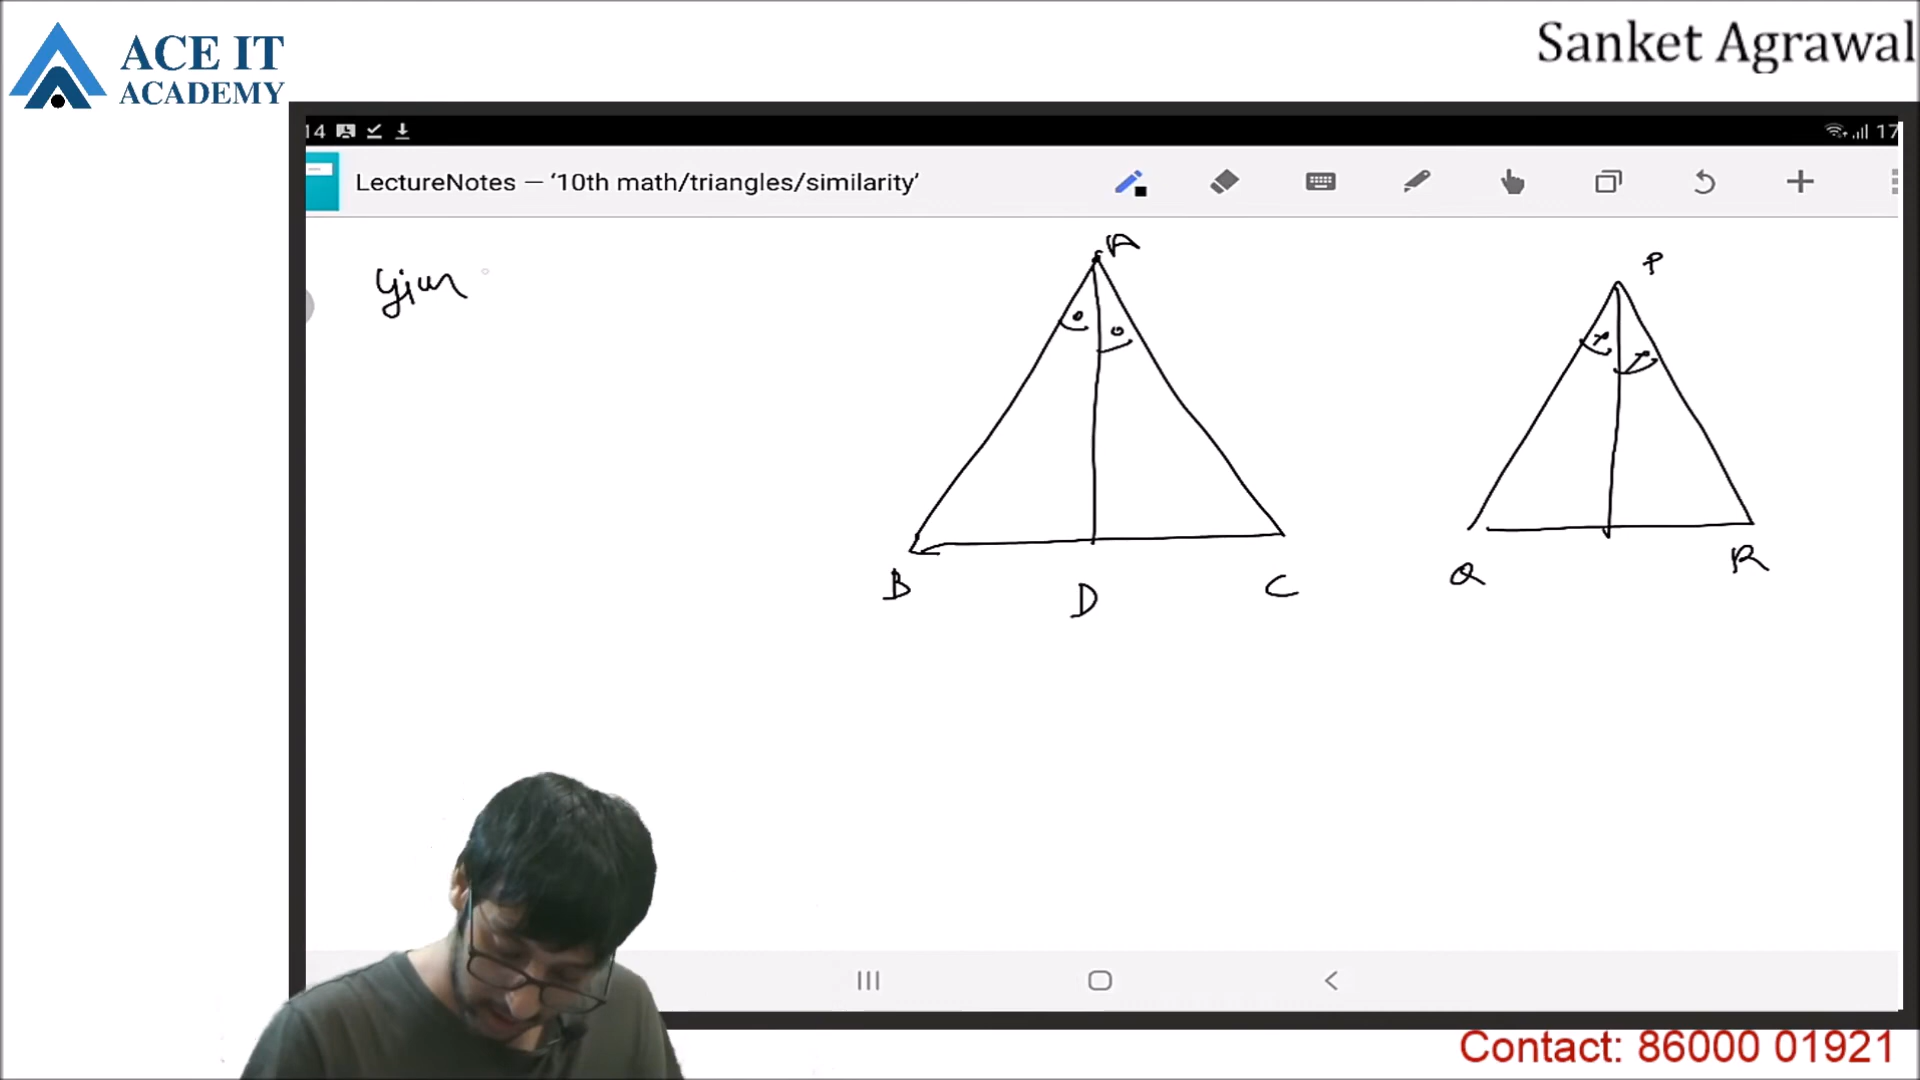 ACE IT
ACADEMY
Sanket Agrawal
14
17
LectureNotes — ‘10th math/triangles/similarity’
Given
A
P
B
D
C
Q
R
Contact: 86000 01921